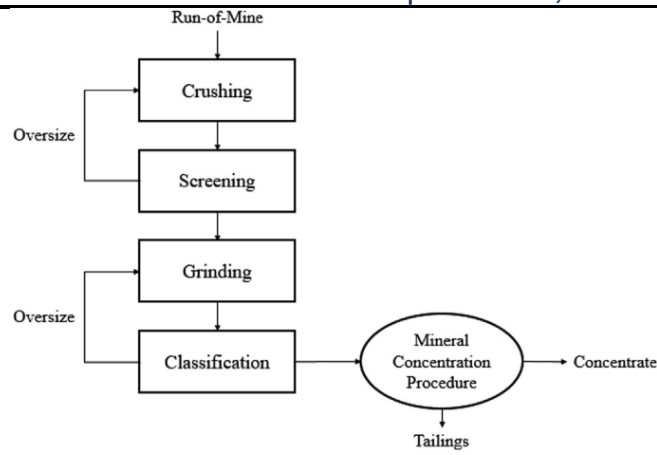 Run-of-Mine
Crushing
Oversize
Screening
Grinding
Oversize
Classification
Mineral
Concentration
Procedure
Concentrate
Tailings